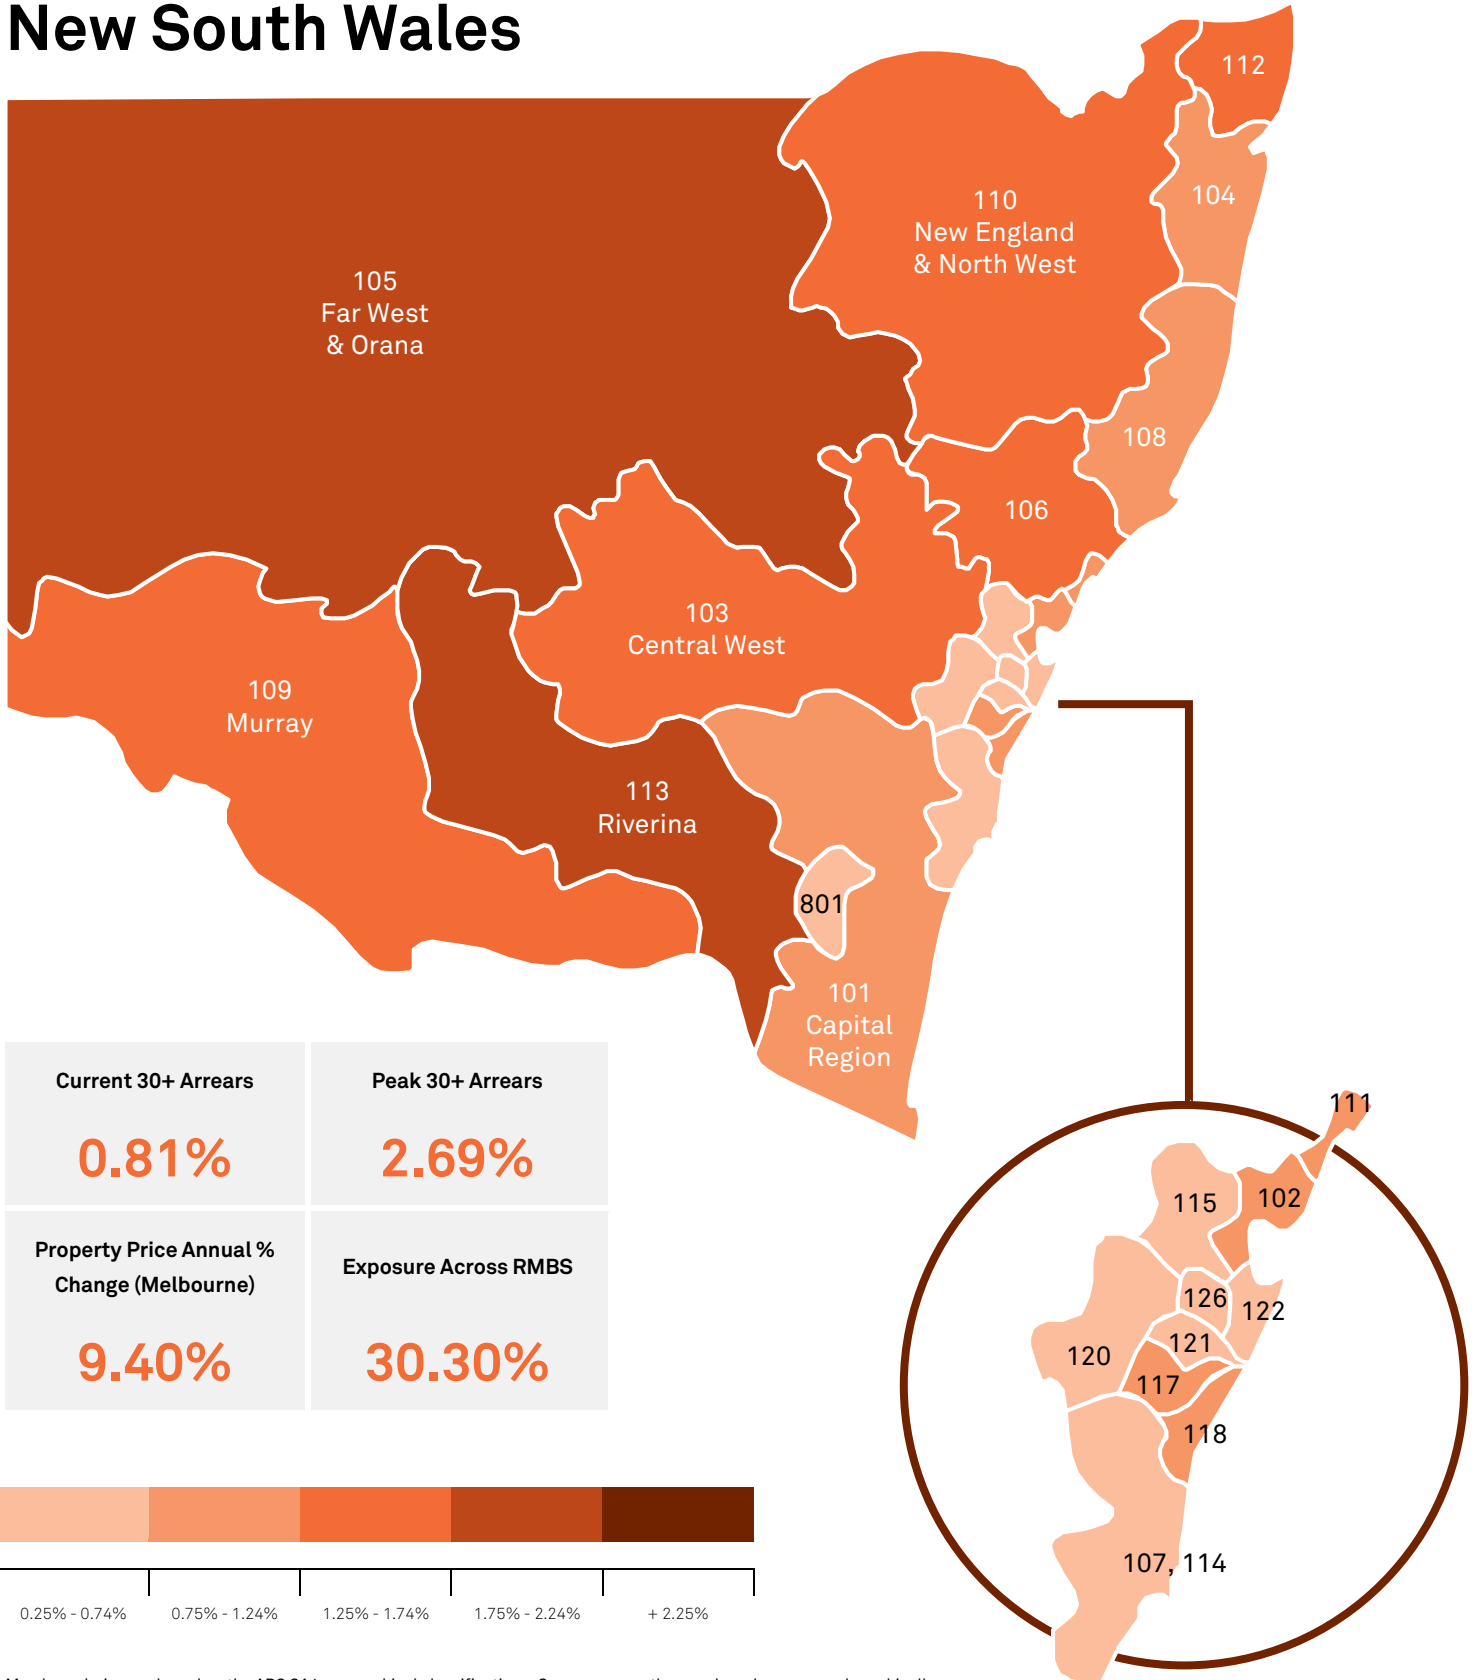 New South Wales
112
104
110
New England
& North West
105
Far West
& Orana
108
106
103
Central West
109
Murray
113
Riverina
801
101
Capital
Region
Current 30+ Arrears
0.81%
Peak 30+ Arrears
2.69%
Property Price Annual %
Change (Melbourne)
9.40%
Exposure Across RMBS
30.30%
111
115
102
126
122
121
120
117
118
107, 114
0.25% - 0.74%
0.75% - 1.24%
1.25% - 1.74%
1.75% - 2.24%
+ 2.25%